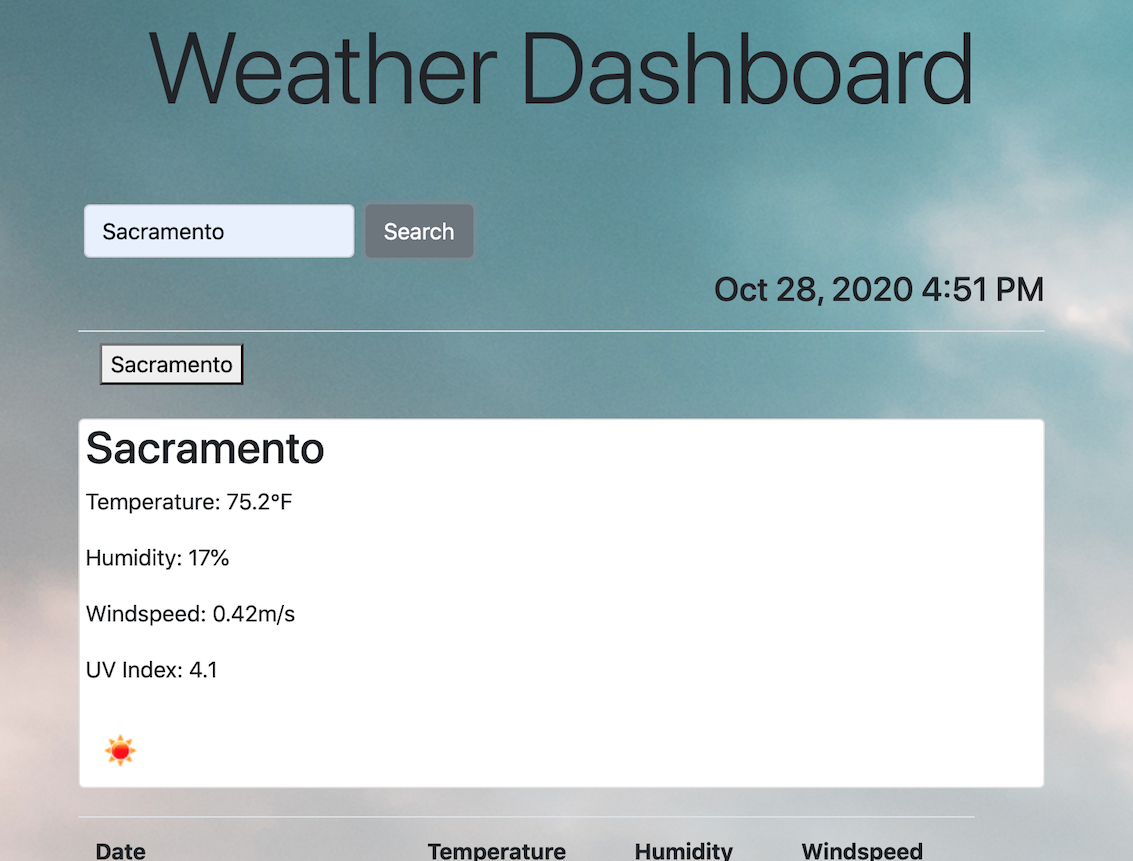 Weather Dashboard
Sacramento Search
Oct 28, 2020 4:51 PM
Sacramento
Sacramento
Temperature: 75.2°F
Humidity: 17%
Windspeed: 0.42m/s
UV Index: 4.1
Date Temperature Humidity Windspeed